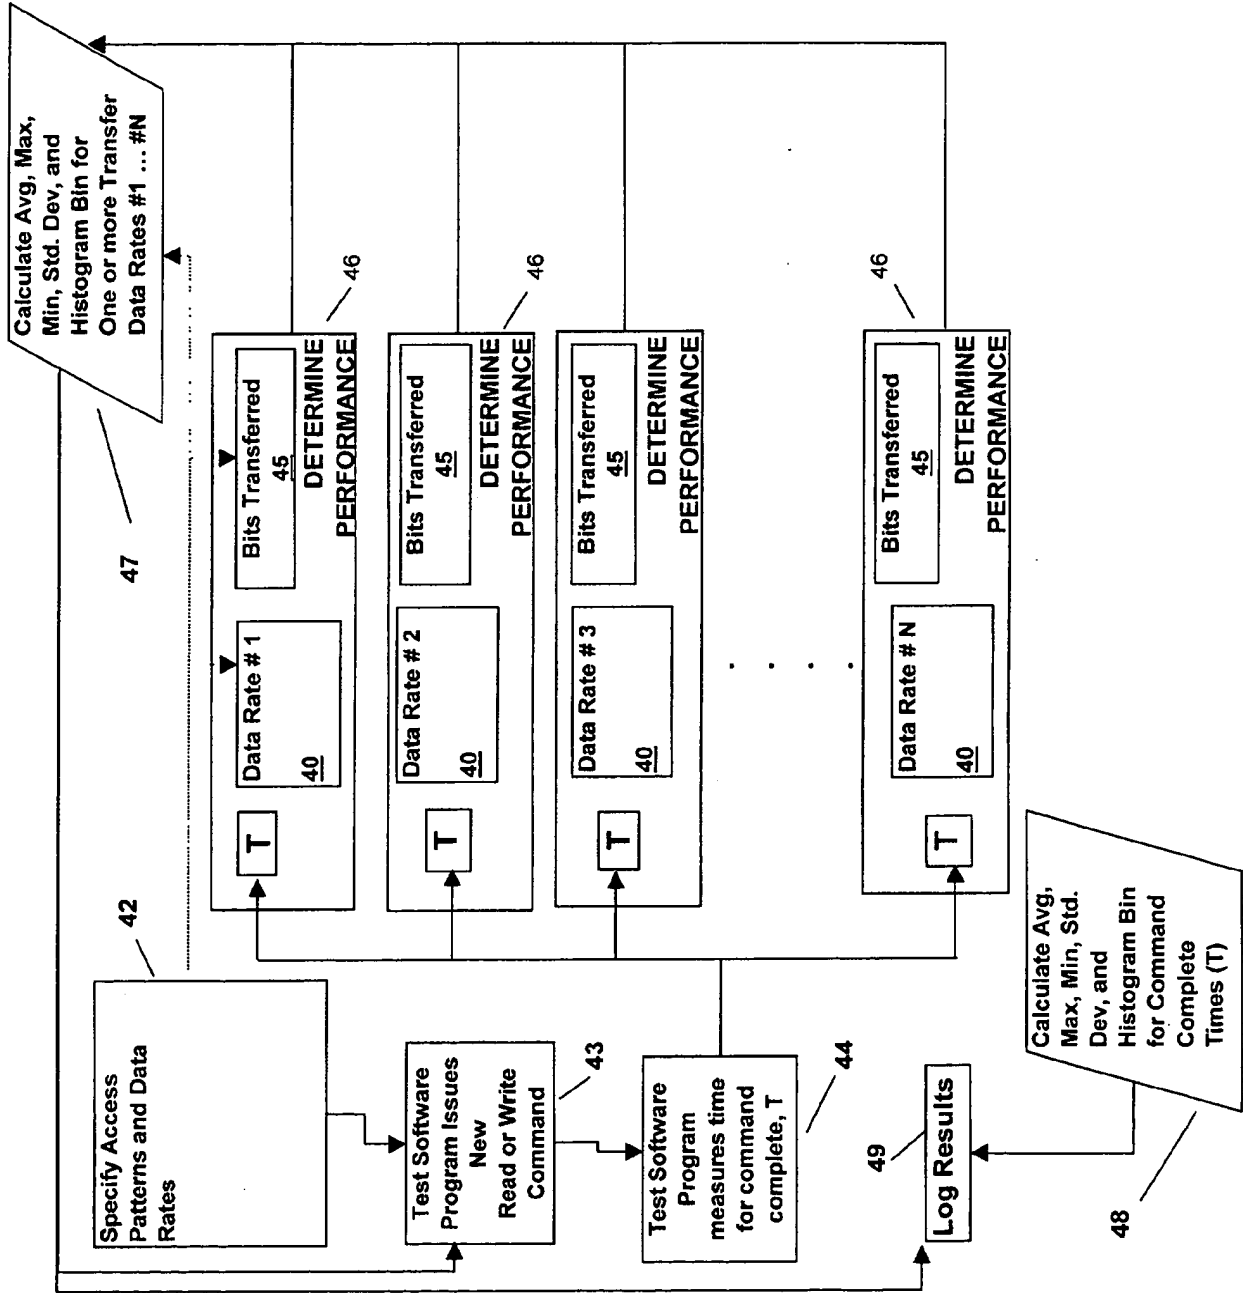 Specify Access
Patterns and Data
Rates
42
Test Software
Program Issues
New
Read or Write
Command
43
Test Software
Program
measures time
for command
complete, T
44
Log Results
49
Calculate Avg,
Max, Min, Std.
Dev, and
Histogram Bin
for Command
Complete
Times (T)
48
T
Data Rate # 1
40
Bits Transferred
45
DETERMINE
PERFORMANCE
46
T
Data Rate # 2
40
Bits Transferred
45
DETERMINE
PERFORMANCE
46
T
Data Rate # 3
40
Bits Transferred
45
DETERMINE
PERFORMANCE
T
Data Rate # N
40
Bits Transferred
45
DETERMINE
PERFORMANCE
46
Calculate Avg, Max,
Min, Std. Dev, and
Histogram Bin for
One or more Transfer
Data Rates #1 ... #N
47